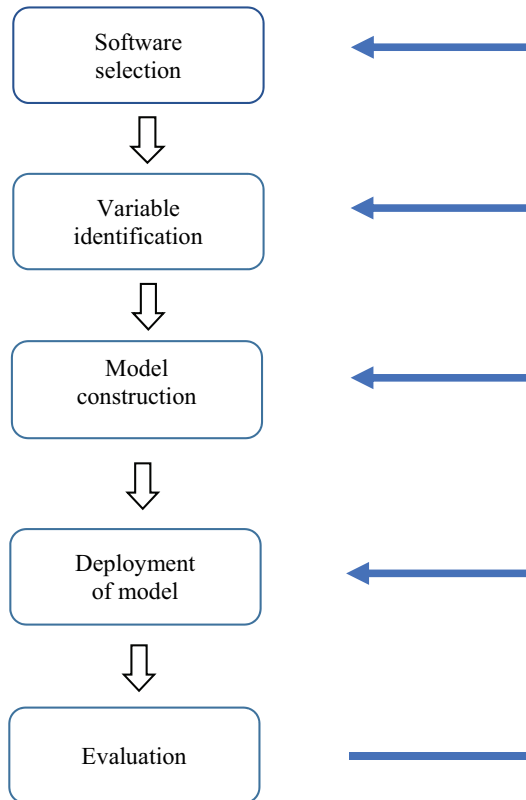 Software
selection
Variable
identification
Model
construction
Deployment
of model
Evaluation